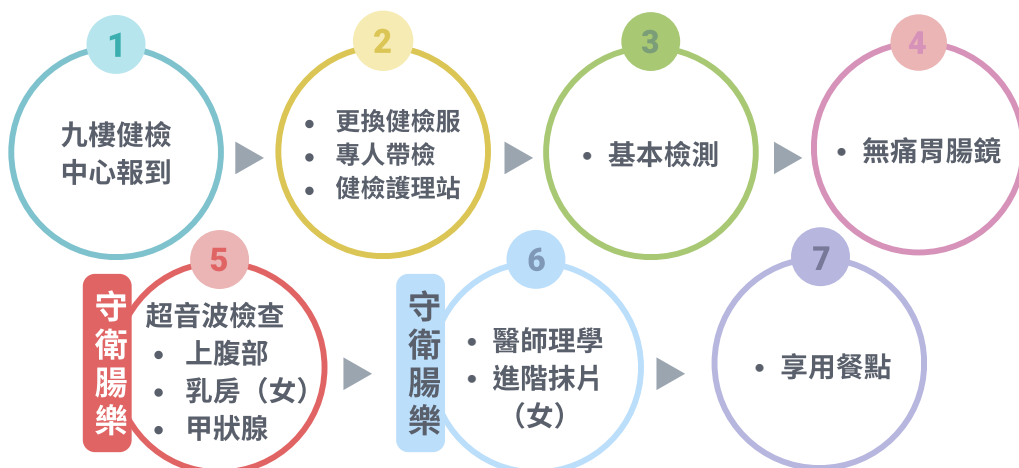 1
九樓健檢
中心報到
2
• 更換健檢服
• 專人帶檢
• 健檢護理站
3
• 基本檢測
4
• 無痛胃腸鏡
5
守衛腸樂
超音波檢查
• 上腹部
• 乳房（女）
• 甲狀腺
6
守衛腸樂
• 醫師理學
• 進階抹片
（女）
7
• 享用餐點